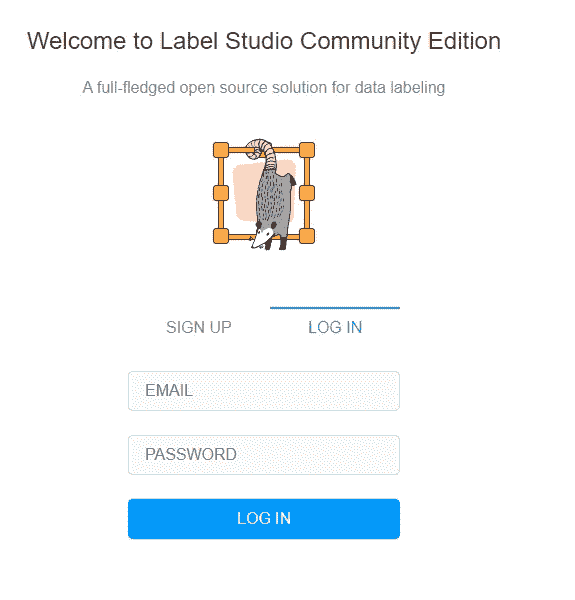 Welcome to Label Studio Community Edition
A full-fledged open source solution for data labeling
SIGN UP
LOG IN
EMAIL
PASSWORD
LOG IN